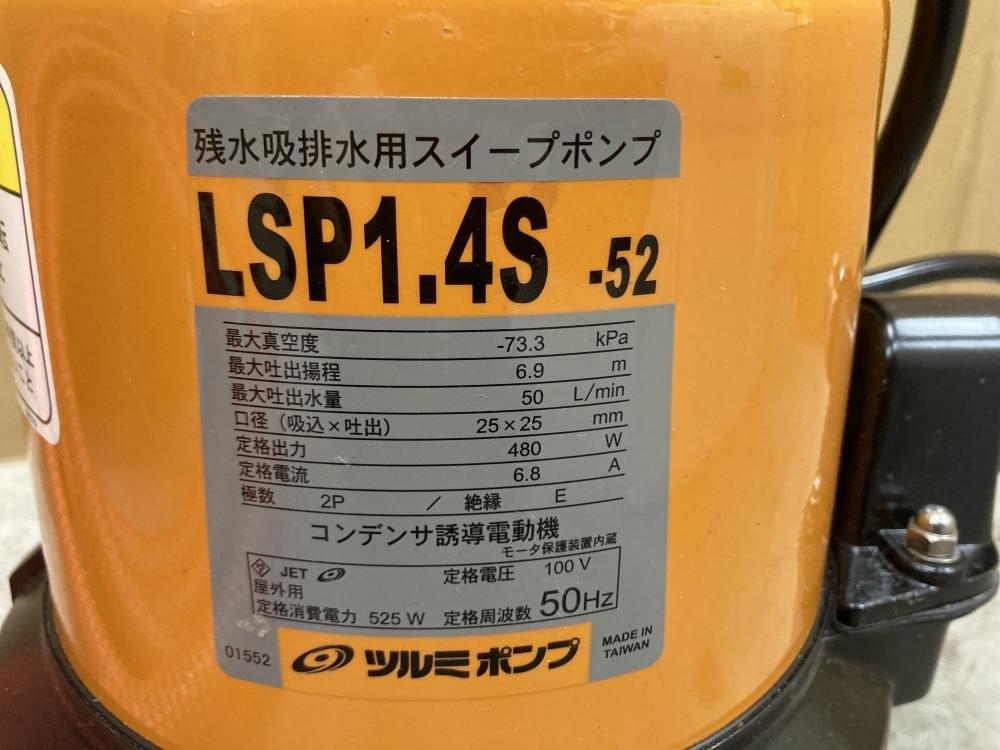 残水吸排水用スイープポンプ
LSP1.4S -52
最大真空度 -73.3 kPa
最大吐出揚程 6.9 m
最大吐出水量 50 L/min
口径（吸込×吐出） 25×25 mm
定格出力 480 W
定格電流 6.8 A
極数 2P / 絶縁 E
コンデンサ誘導電動機
モータ保護装置内蔵
JET 定格電圧 100 V
屋外用
定格消費電力 525 W 定格周波数 50Hz
01552 ツルミポンプ MADE IN
TAIWAN
以上
こと